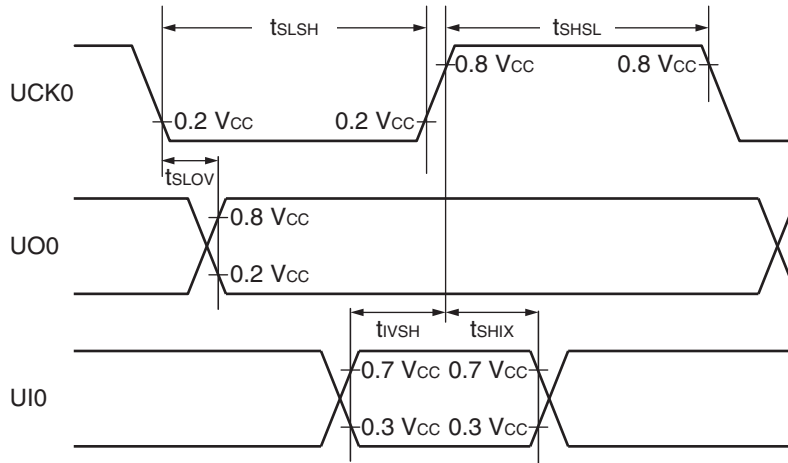 tSLSH
tSHSL
UCK0
0.8 VCC
0.8 VCC
0.2 VCC
0.2 VCC
tSLOV
UO0
0.8 VCC
0.2 VCC
tIVSH
tSHIX
UI0
0.7 VCC
0.7 VCC
0.3 VCC
0.3 VCC